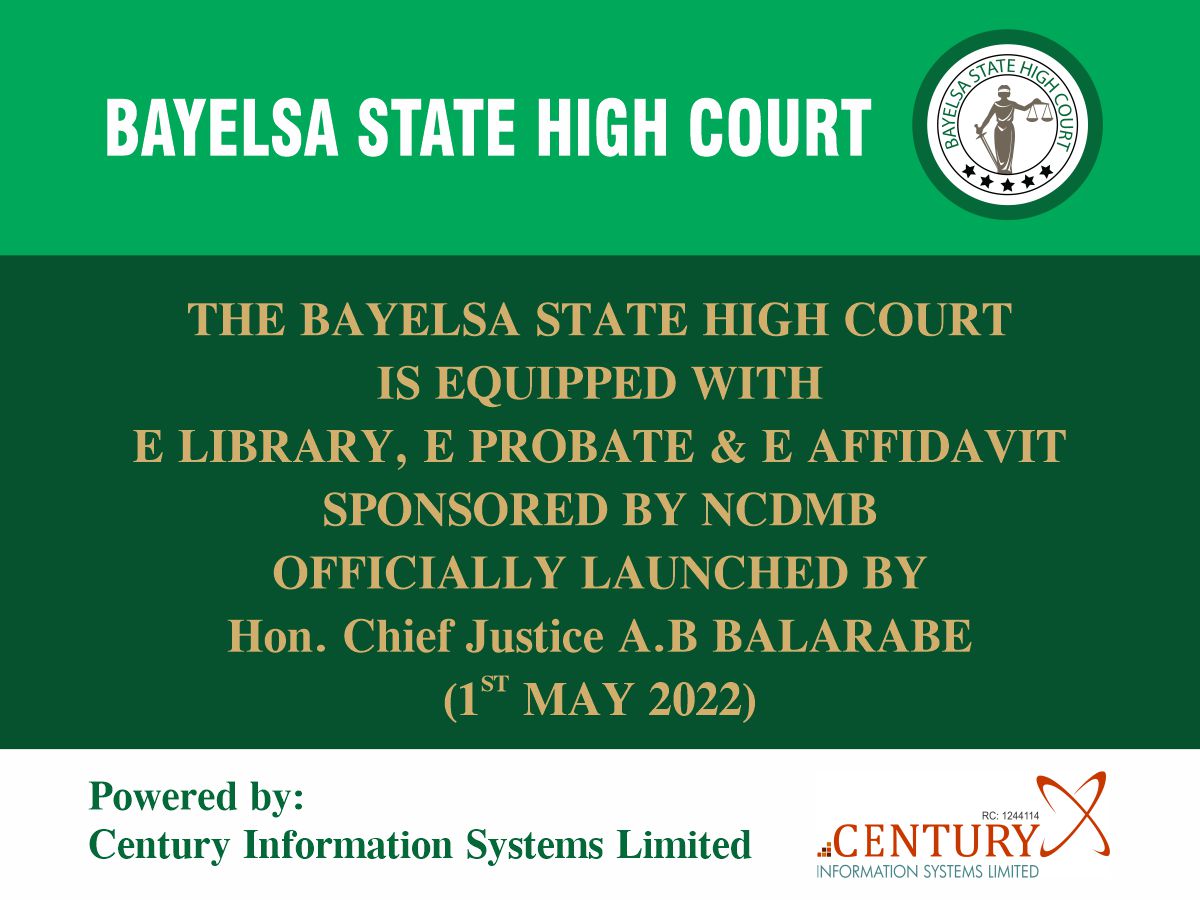 BAYELSA STATE HIGH COURT
BAYELSA STATE HIGH COURT
THE BAYELSA STATE HIGH COURT
IS EQUIPPED WITH
E LIBRARY, E PROBATE & E AFFIDAVIT
SPONSORED BY NCDMB
OFFICIALLY LAUNCHED BY
Hon. Chief Justice A.B BALARABE
(1ST MAY 2022)
Powered by:
Century Information Systems Limited
RC: 1244114
CENTURY
INFORMATION SYSTEMS LIMITED